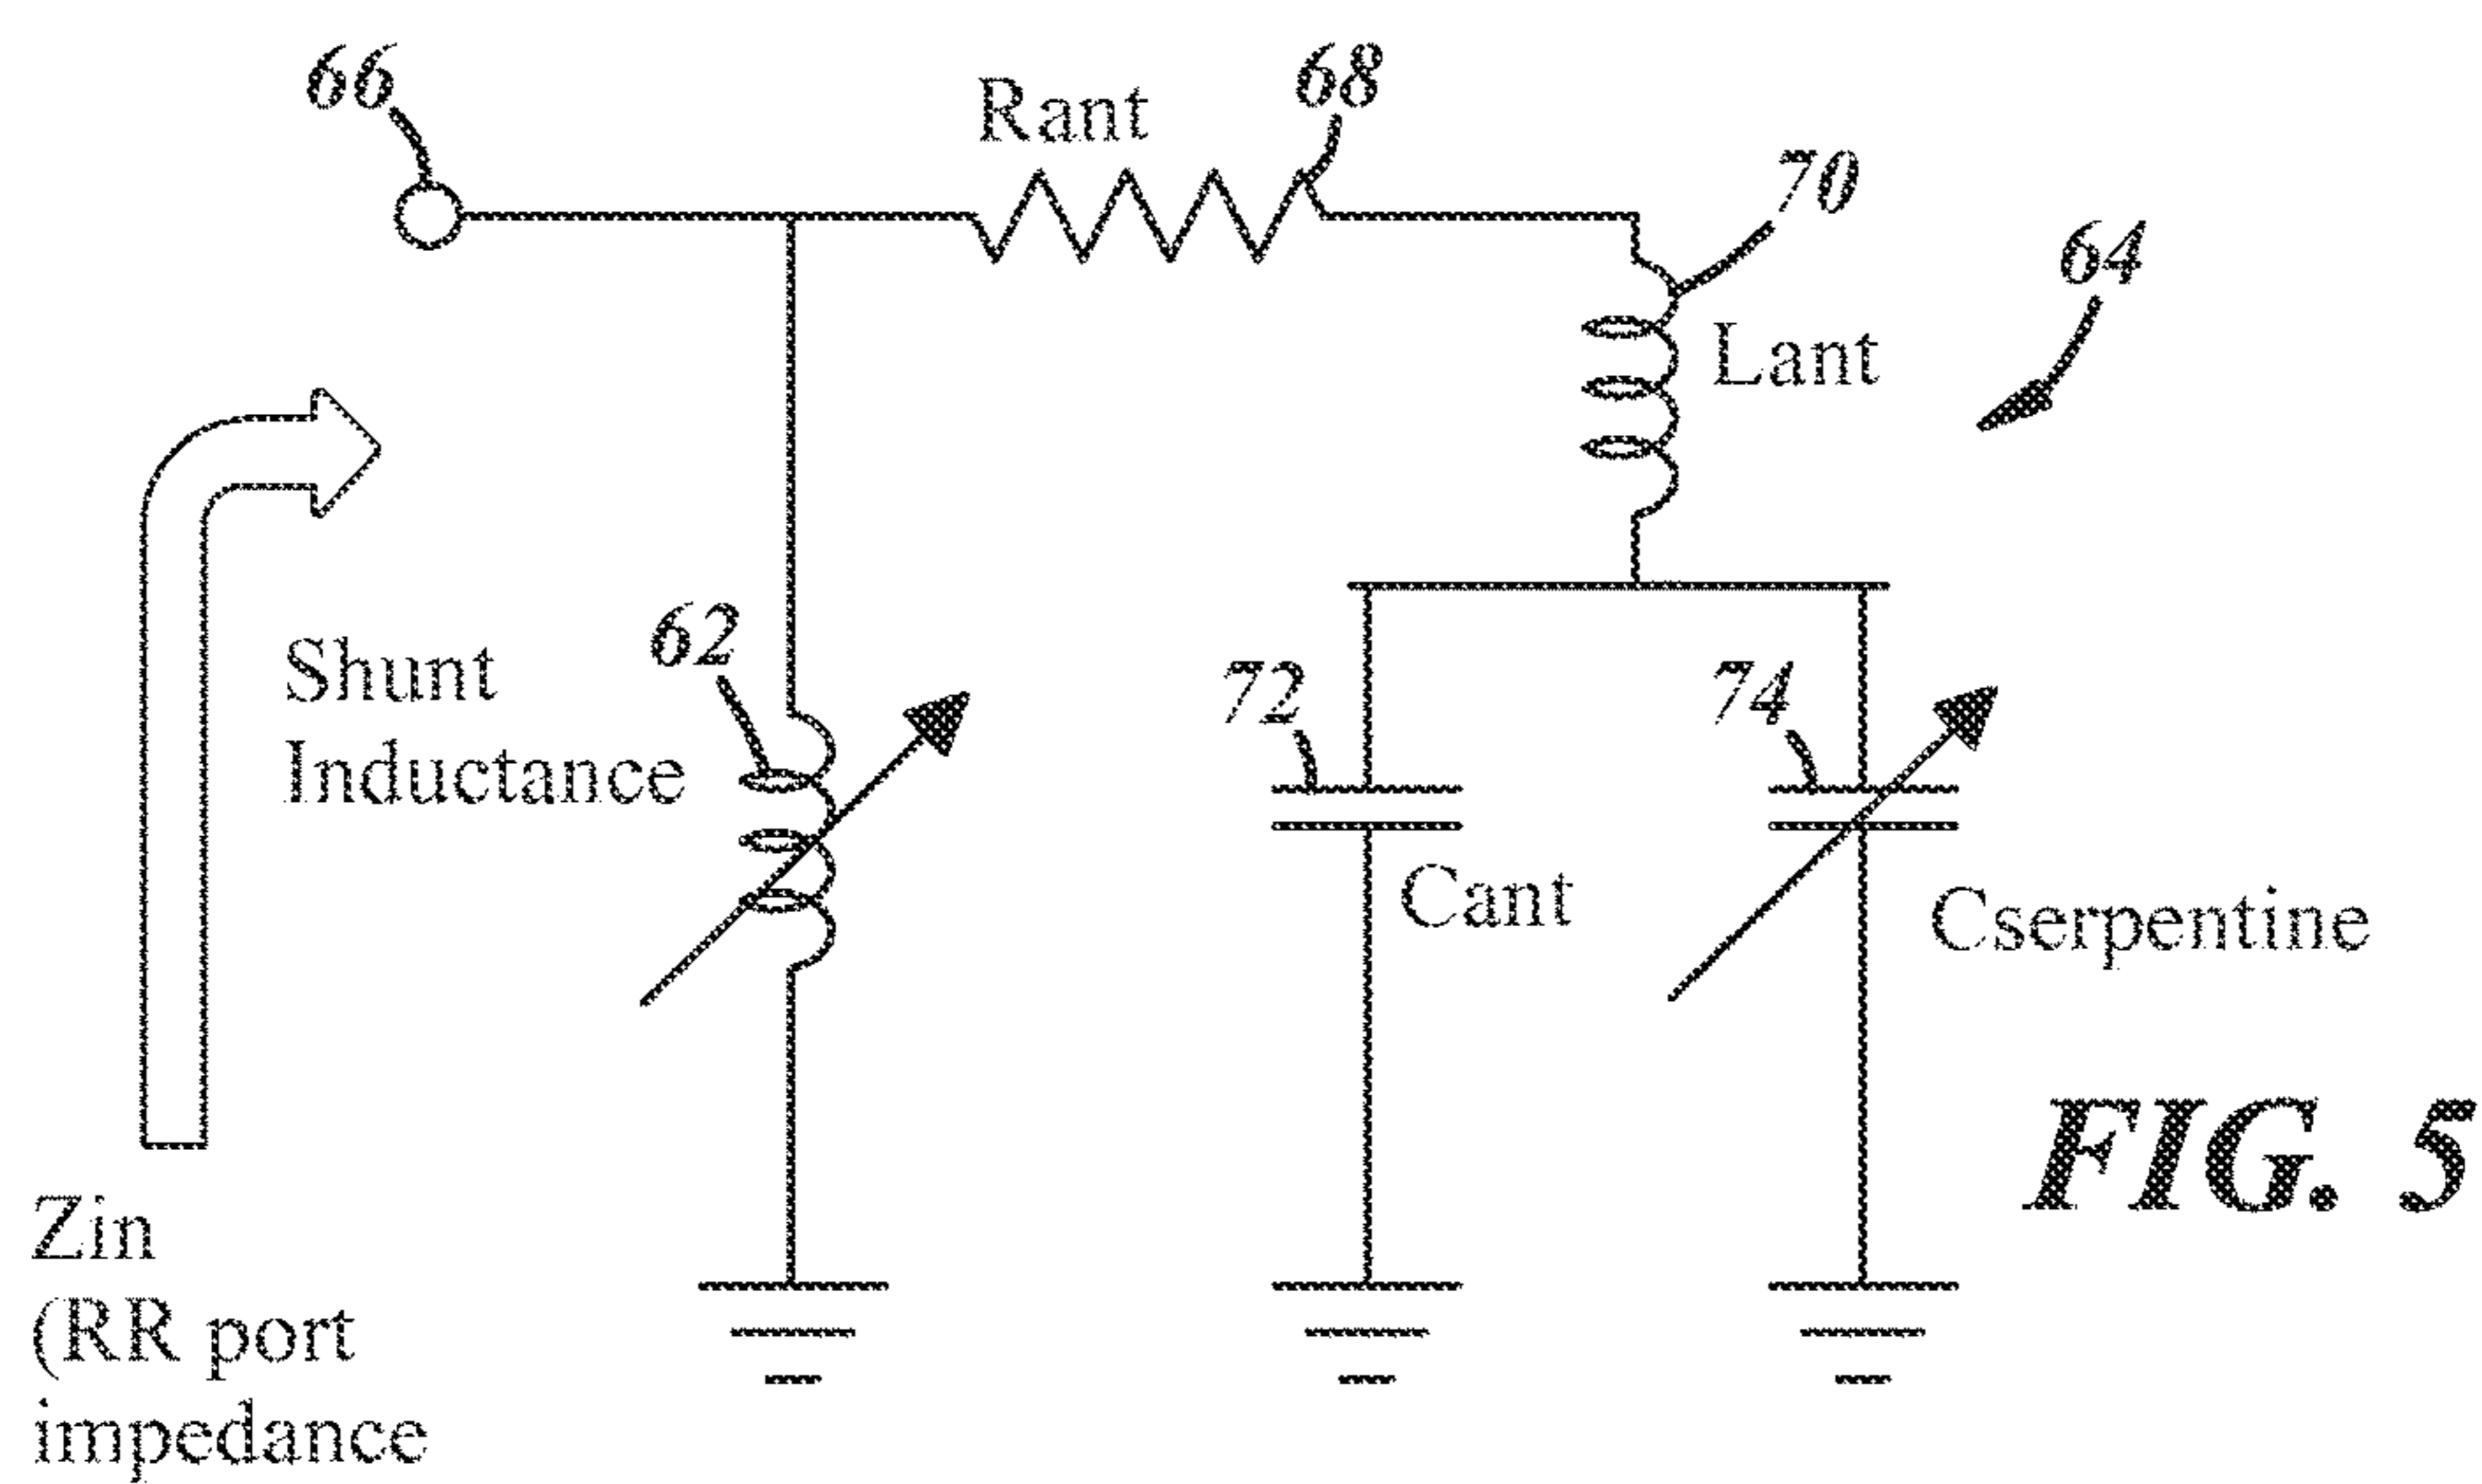 66
Rant
68
70
64
Lant
Shunt
Inductance
62
72
74
Cant
Cserpentine
FIG. 5
Zin
(RR port
impedance